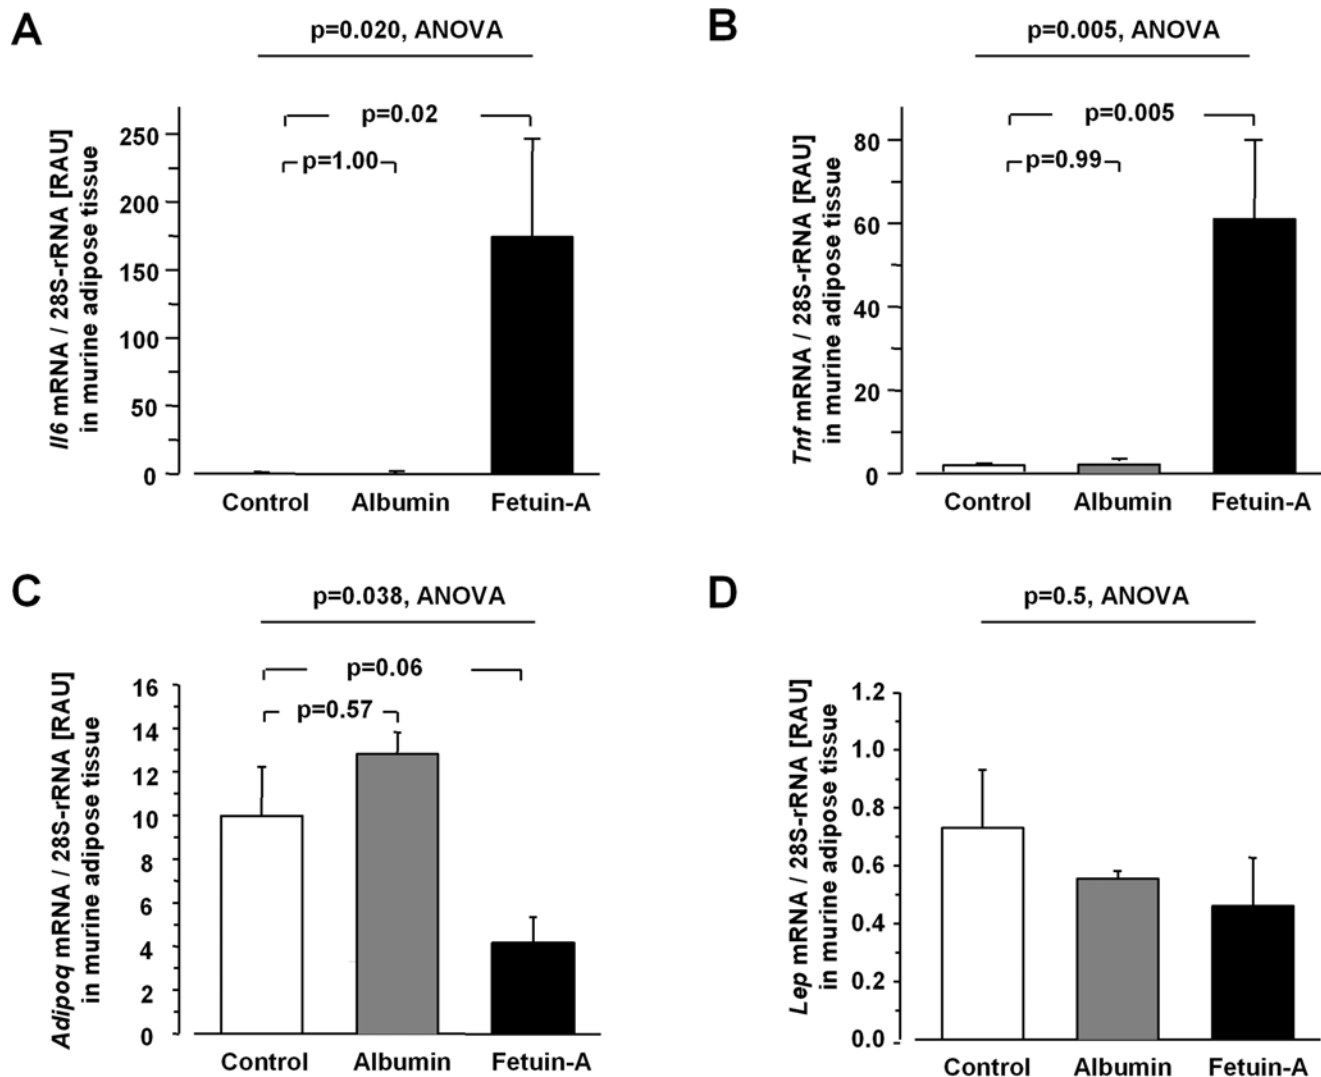 A
p=0.020, ANOVA
p=0.02
p=1.00
Il6 mRNA / 28S-rRNA [RAU]
in murine adipose tissue
250
200
150
100
50
0
Control Albumin Fetuin-A
B
p=0.005, ANOVA
p=0.005
p=0.99
Tnf mRNA / 28S-rRNA [RAU]
in murine adipose tissue
80
60
40
20
0
Control Albumin Fetuin-A
C
p=0.038, ANOVA
p=0.06
p=0.57
Adipoq mRNA / 28S-rRNA [RAU]
in murine adipose tissue
16
14
12
10
8
6
4
2
0
Control Albumin Fetuin-A
D
p=0.5, ANOVA
Lep mRNA / 28S-rRNA [RAU]
in murine adipose tissue
1.2
1.0
0.8
0.6
0.4
0.2
0.0
Control Albumin Fetuin-A